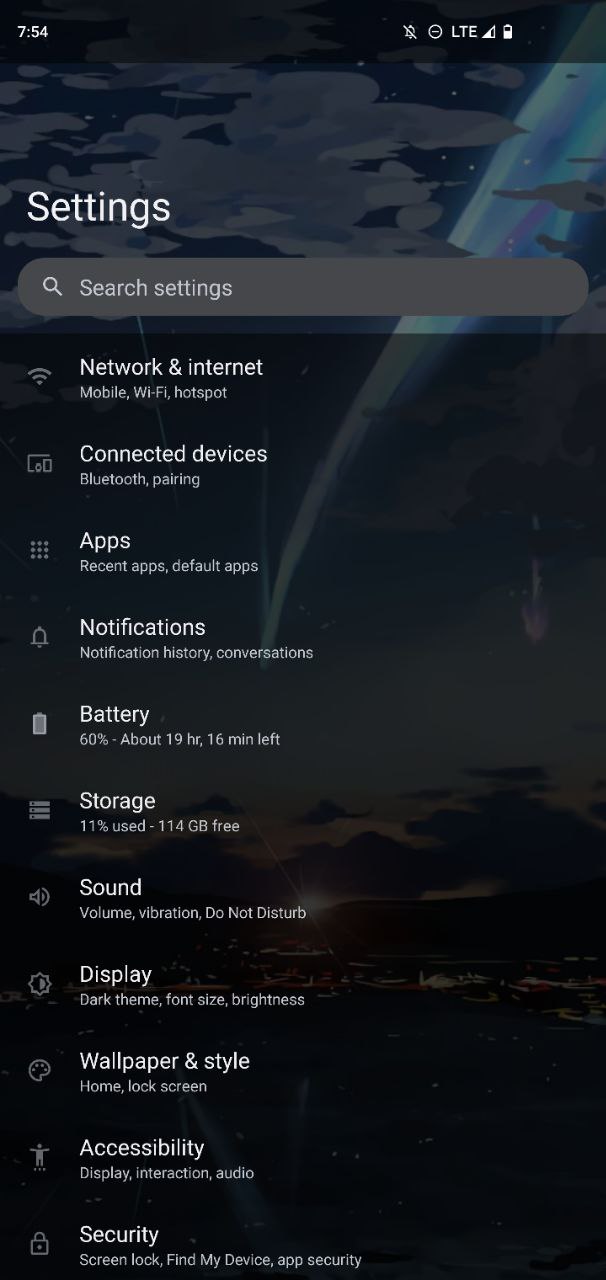 7:54
LTE
Settings
Search settings
Network & internet
Mobile, Wi-Fi, hotspot
Connected devices
Bluetooth, pairing
Apps
Recent apps, default apps
Notifications
Notification history, conversations
Battery
60% - About 19 hr, 16 min left
Storage
11% used - 114 GB free
Sound
Volume, vibration, Do Not Disturb
Display
Dark theme, font size, brightness
Wallpaper & style
Home, lock screen
Accessibility
Display, interaction, audio
Security
Screen lock, Find My Device, app security